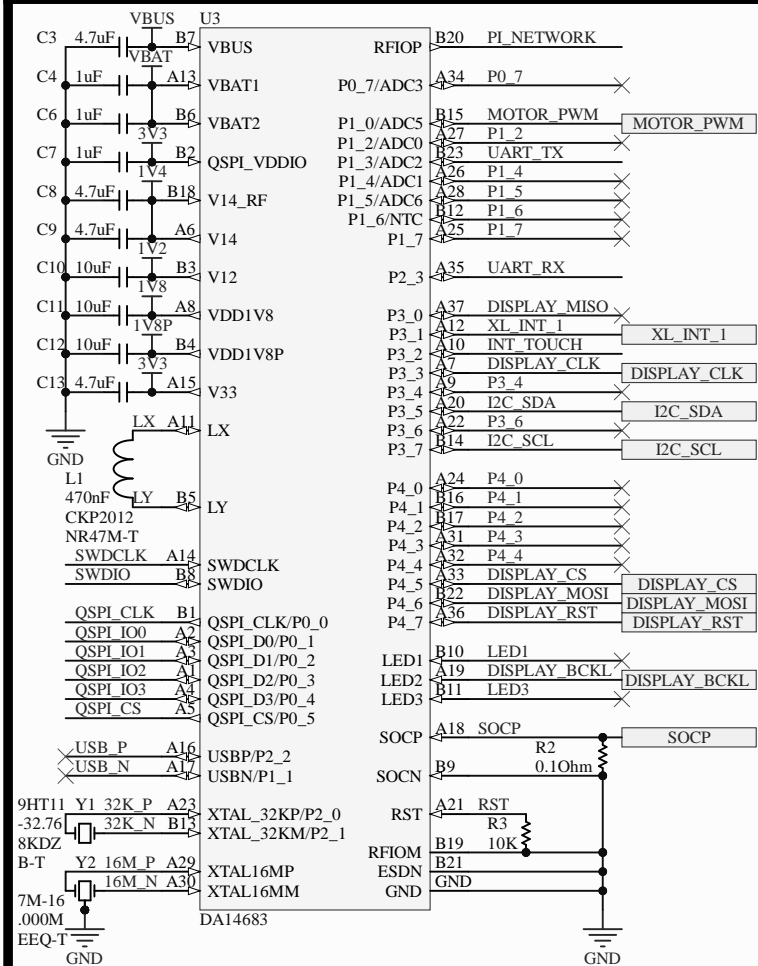 VBUS U3
C3 4.7uF B7 VBUS RFIOP B20 PI_NETWORK
VBAT
C4 1uF A13 VBAT1 P0_7/ADC3 A34 P0_7
C6 1uF B6 VBAT2 P1_0/ADC5 B15 MOTOR_PWM MOTOR_PWM
P1_2/ADC0 A27 P1_2
3V3
C7 1uF B2 QSPI_VDDIO P1_3/ADC2 B23 UART_TX
1V4
P1_4/ADC1 A26 P1_4
C8 4.7uF B18 V14_RF P1_5/ADC6 A28 P1_5
P1_6/NTC B12 P1_6
C9 4.7uF A6 V14 P1_7 A25 P1_7
1V2
C10 10uF B3 V12 P2_3 A35 UART_RX
1V8
C11 10uF A8 VDD1V8 P3_0 A37 DISPLAY_MISO
1V8P
P3_1 A12 XL_INT_1 XL_INT_1
C12 10uF B4 VDD1V8P P3_2 A10 INT_TOUCH
3V3
P3_3 A7 DISPLAY_CLK DISPLAY_CLK
C13 4.7uF A15 V33 P3_4 A9 P3_4
P3_5 A20 I2C_SDA I2C_SDA
LX A11 LX P3_6 A22 P3_6
P3_7 B14 I2C_SCL I2C_SCL
GND
L1
470nF
CKP2012
NR47M-T
P4_0 A24 P4_0
LY B5 LY P4_1 B16 P4_1
P4_2 B17 P4_2
P4_3 A31 P4_3
SWDCLK A14 SWDCLK P4_4 A32 P4_4
SWDIO B8 SWDIO P4_5 A33 DISPLAY_CS DISPLAY_CS
P4_6 B22 DISPLAY_MOSI DISPLAY_MOSI
QSPI_CLK B1 QSPI_CLK/P0_0 P4_7 A36 DISPLAY_RST DISPLAY_RST
QSPI_IO0 A2 QSPI_D0/P0_1
QSPI_IO1 A3 QSPI_D1/P0_2 LED1 B10 LED1
QSPI_IO2 A1 QSPI_D2/P0_3 LED2 A19 DISPLAY_BCKL DISPLAY_BCKL
QSPI_IO3 A4 QSPI_D3/P0_4 LED3 B11 LED3
QSPI_CS A5 QSPI_CS/P0_5
SOCP A18 SOCP SOCP
USB_P A16 USBP/P2_2
R2
0.1Ohm
USB_N A17 USBN/P1_1 SOCN B9
9HT11
-32.76
8KDZ
B-T
Y1 32K_P A23 XTAL_32KP/P2_0 RST A21 RST
32K_N B13 XTAL_32KM/P2_1
R3
10K
RFIOM B19
Y2 16M_P A29 XTAL16MP ESDN B21
16M_N A30 XTAL16MM GND GND
7M-16
.000M
EEQ-T
DA14683
GND
GND